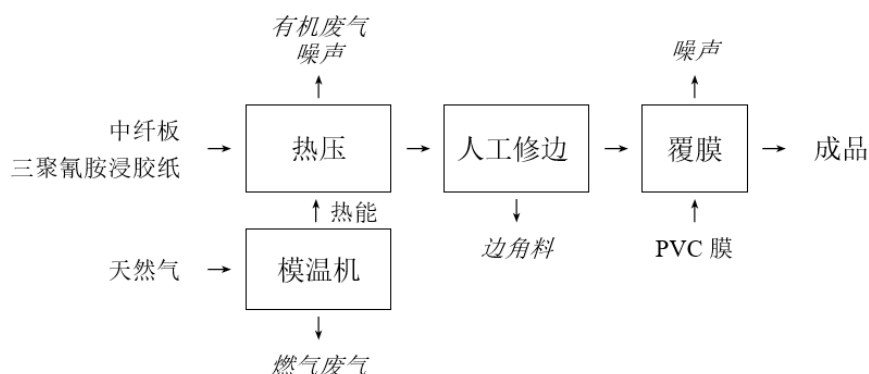 有机废气
噪声
噪声
中纤板
三聚氰胺浸胶纸
热压
人工修边
覆膜
成品
热能
边角料
PVC 膜
天然气
模温机
燃气废气